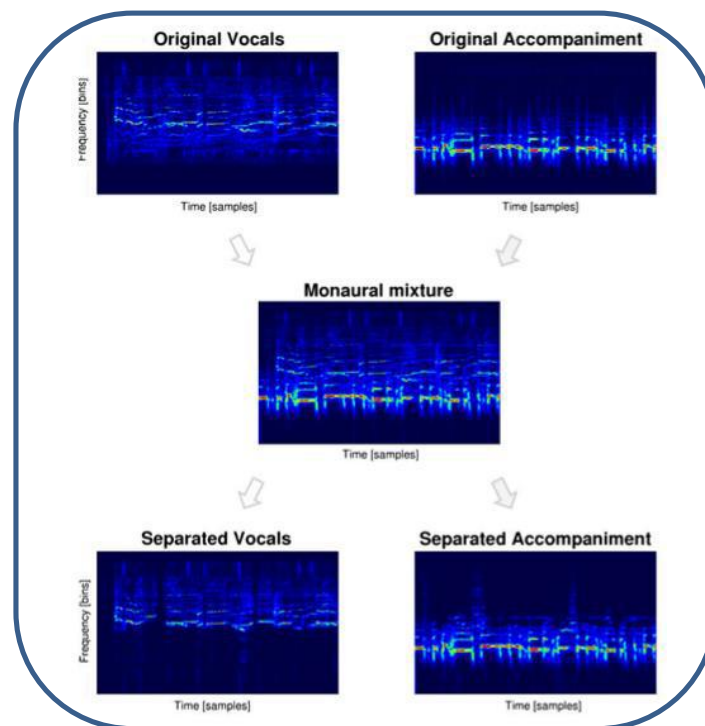 Original Vocals
Original Accompaniment
Frequency [bins]
Time [samples]
Time [samples]
Monaural mixture
Time [samples]
Separated Vocals
Separated Accompaniment
Frequency [bins]
Time [samples]
Time [samples]